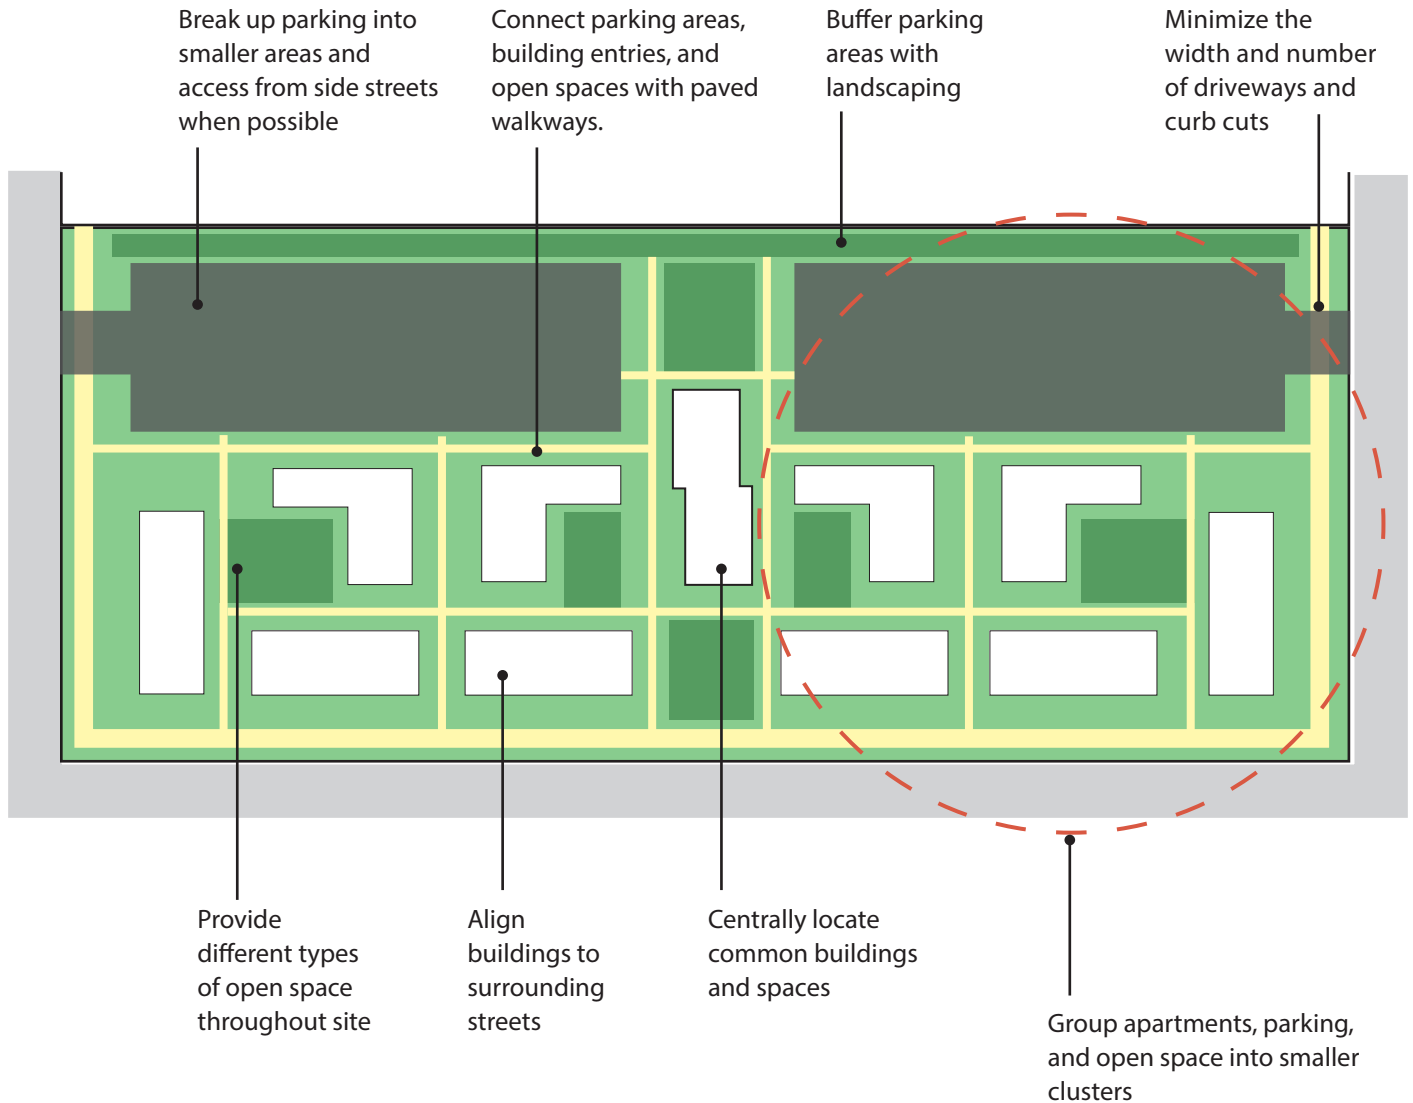 Break up parking into
smaller areas and
access from side streets
when possible
Connect parking areas,
building entries, and
open spaces with paved
walkways.
Buffer parking
areas with
landscaping
Minimize the
width and number
of driveways and
curb cuts
Provide
different types
of open space
throughout site
Align
buildings to
surrounding
streets
Centrally locate
common buildings
and spaces
Group apartments, parking,
and open space into smaller
clusters